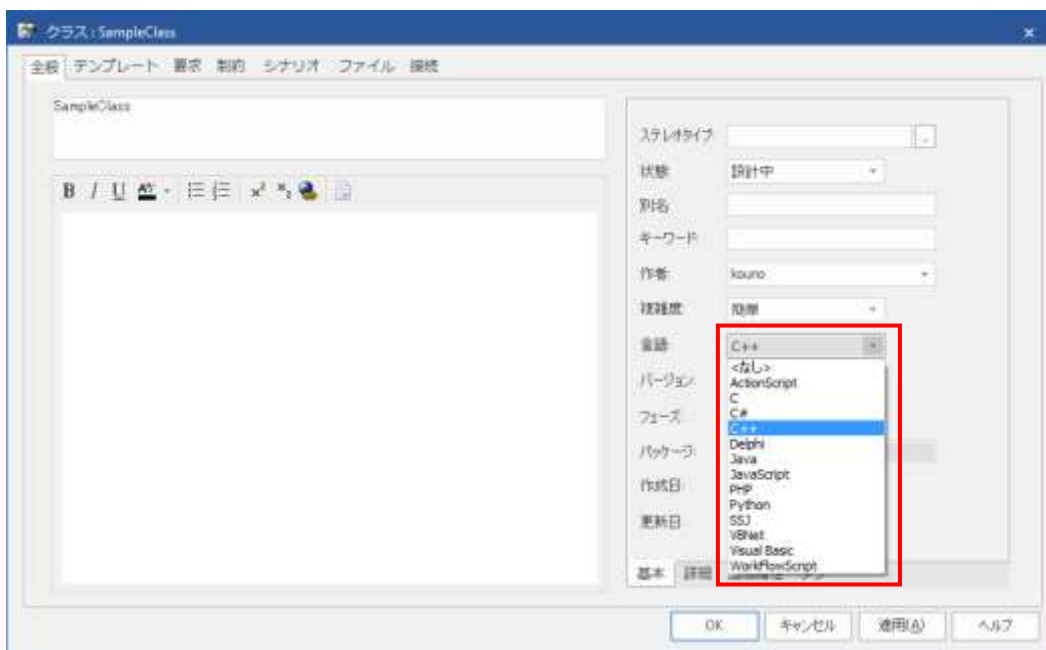 クラス : SampleClass
全般 テンプレート 要求 制約 シナリオ ファイル 接続
SampleClass
ステレオタイプ
状態 設計中
B I U
別名
キーワード
作者 kouno
複雑度 簡単
言語 C++
<なし>
バージョン ActionScript
C
フェーズ C#
C++
パッケージ: Delphi
Java
JavaScript
作成日 PHP
Python
更新日 SSJ
VBNet
Visual Basic
WorkFlowScript
基本 詳細
OK キャンセル 適用(A) ヘルプ